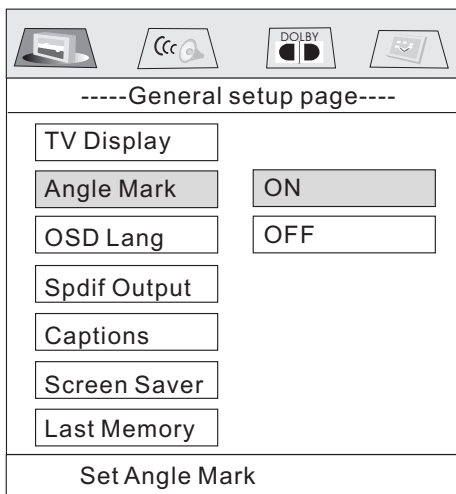 DOLBY
-----General setup page----
TV Display
Angle Mark
ON
OSD Lang
OFF
Spdif Output
Captions
Screen Saver
Last Memory
Set Angle Mark